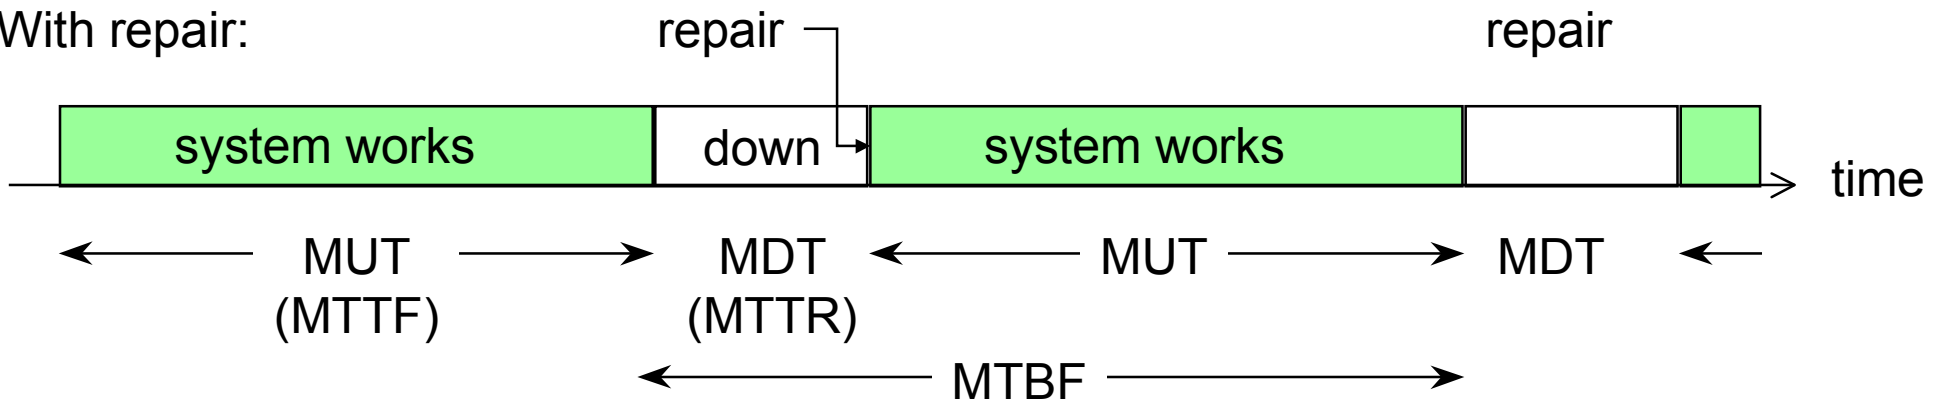 With repair: repair repair
system works down system works
time
MUT MDT MUT MDT
(MTTF) (MTTR)
MTBF